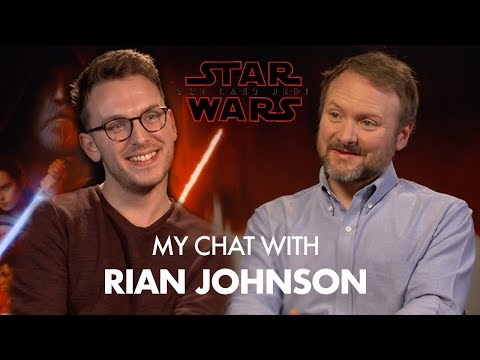 STAR
THE LAST JEDI
WARS
MY CHAT WITH
RIAN JOHNSON